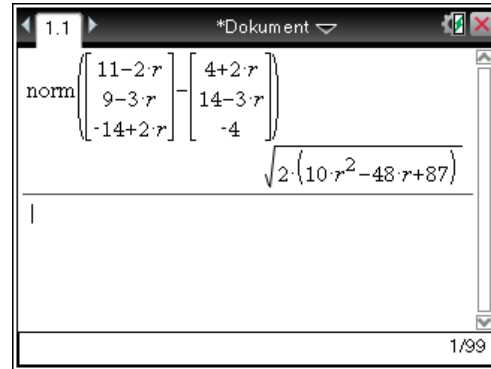 1.1 *Dokument
norm([11-2·r 9-3·r -14+2·r]-[4+2·r 14-3·r -4])
√(2·(10·r²-48·r+87))
1/99